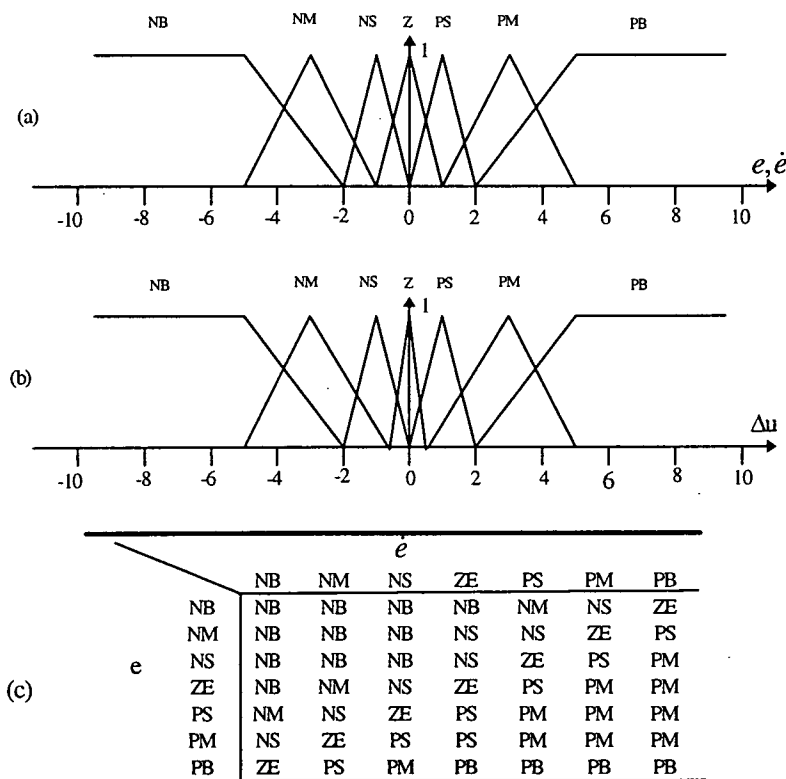 NB NM NS Z PS PM PB
1
(a)
e, ė
-10 -8 -6 -4 -2 0 2 4 6 8 10
NB NM NS Z PS PM PB
1
(b)
Δu
-10 -8 -6 -4 -2 0 2 4 6 8 10
ė
NB NM NS ZE PS PM PB
NB NB NB NB NB NM NS ZE
NM NB NB NB NS NS ZE PS
e
NS NB NB NB NS ZE PS PM
(c)
ZE NB NM NS ZE PS PM PM
PS NM NS ZE PS PM PM PM
PM NS ZE PS PS PM PM PM
PB ZE PS PM PB PB PB PB